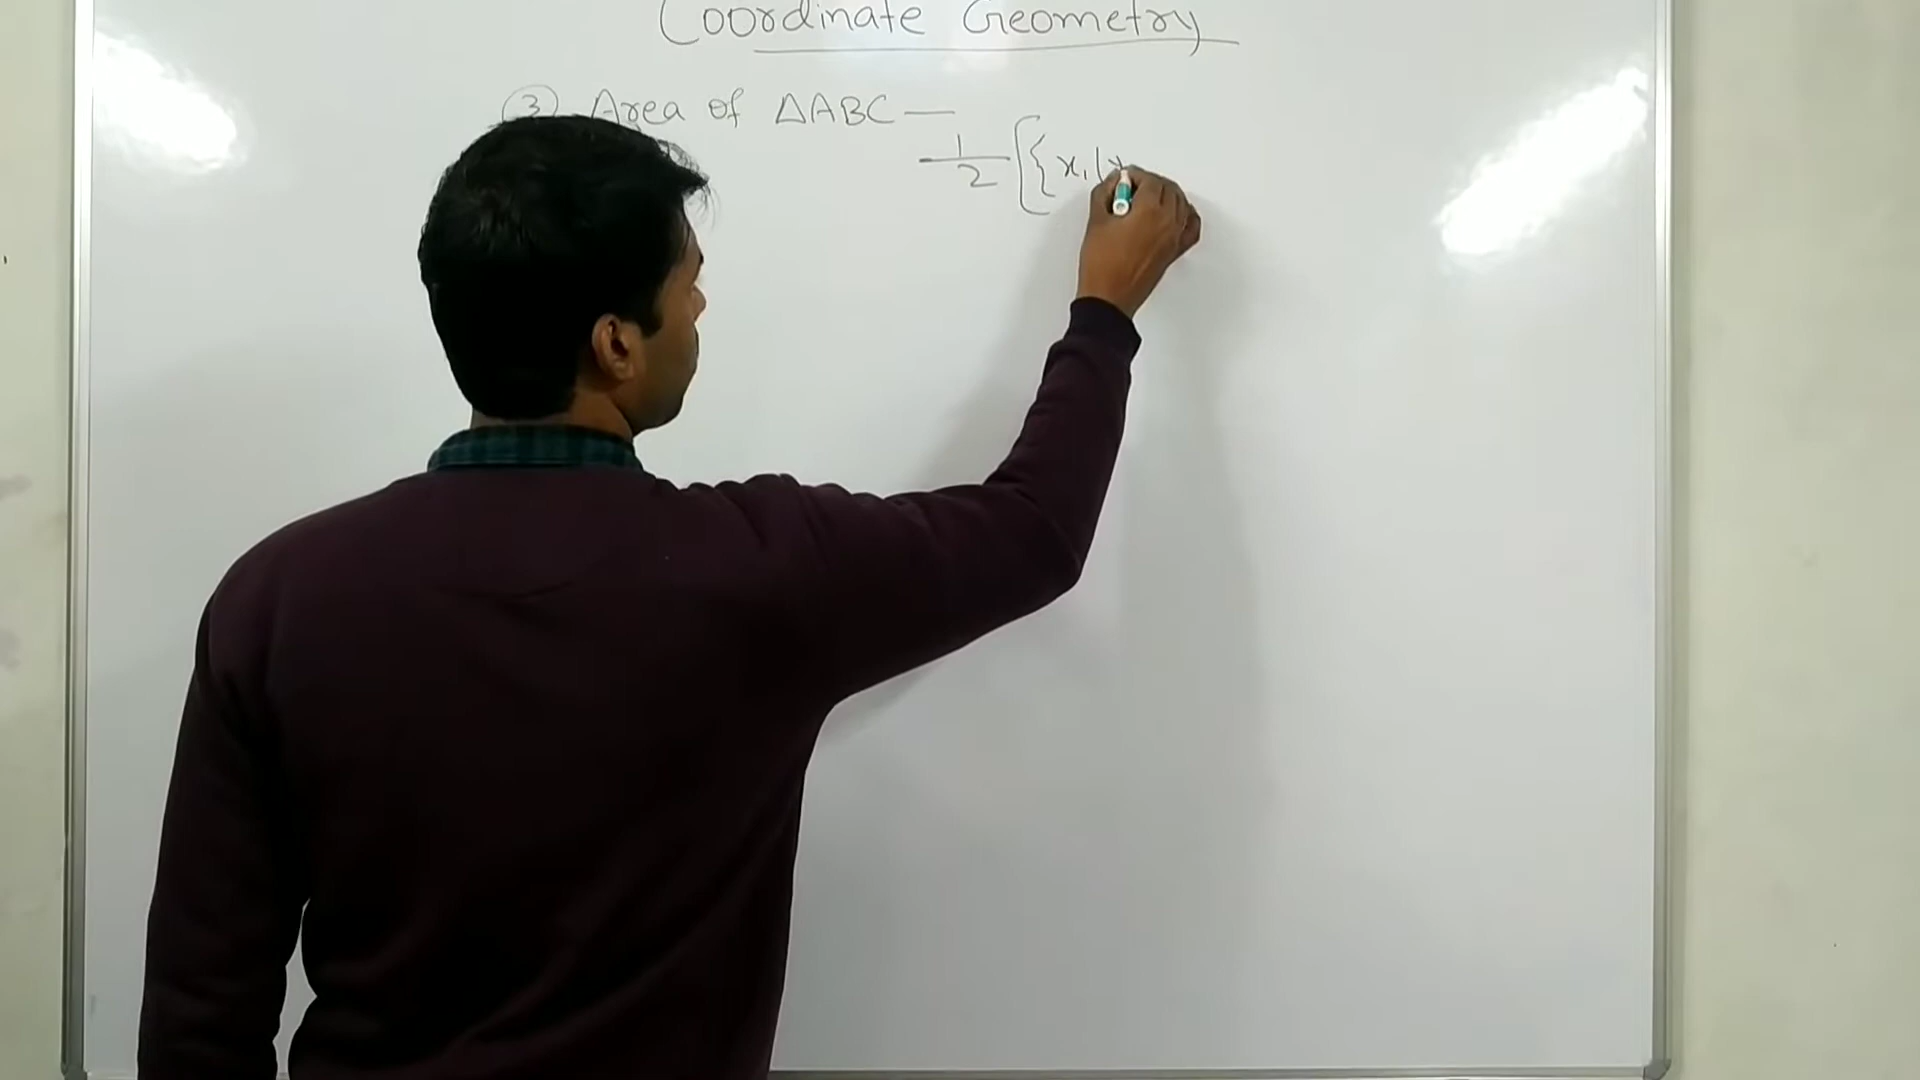 Coordinate Geometry
③ Area of ΔABC —
1/2 [{x₁(